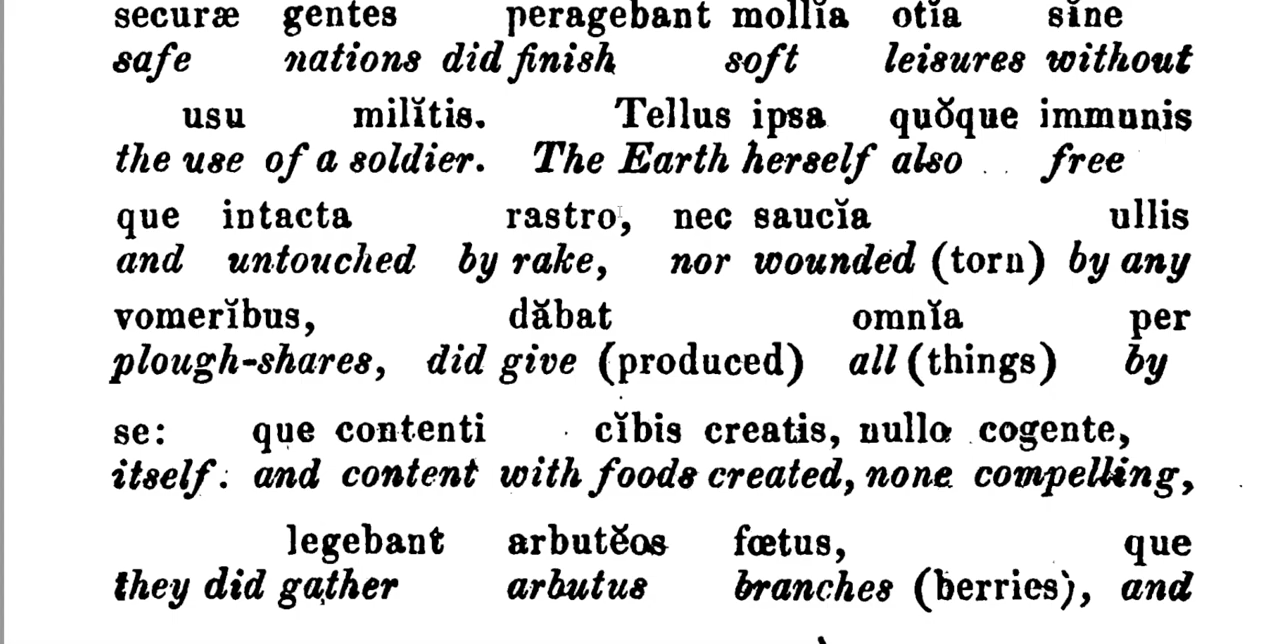 securæ gentes peragebant mollĭa otĭa sĭne
safe nations did finish soft leisures without
usu milĭtis. Tellus ipsa quŏque immunis
the use of a soldier. The Earth herself also free
que intacta rastro, nec saucĭa ullis
and untouched by rake, nor wounded (torn) by any
vomerĭbus, dăbat omnĭa per
plough-shares, did give (produced) all (things) by
se: que contenti cĭbis creatis, nullo cogente,
itself: and content with foods created, none compelling,
legebant arbutĕos fœtus, que
they did gather arbutus branches (berries), and